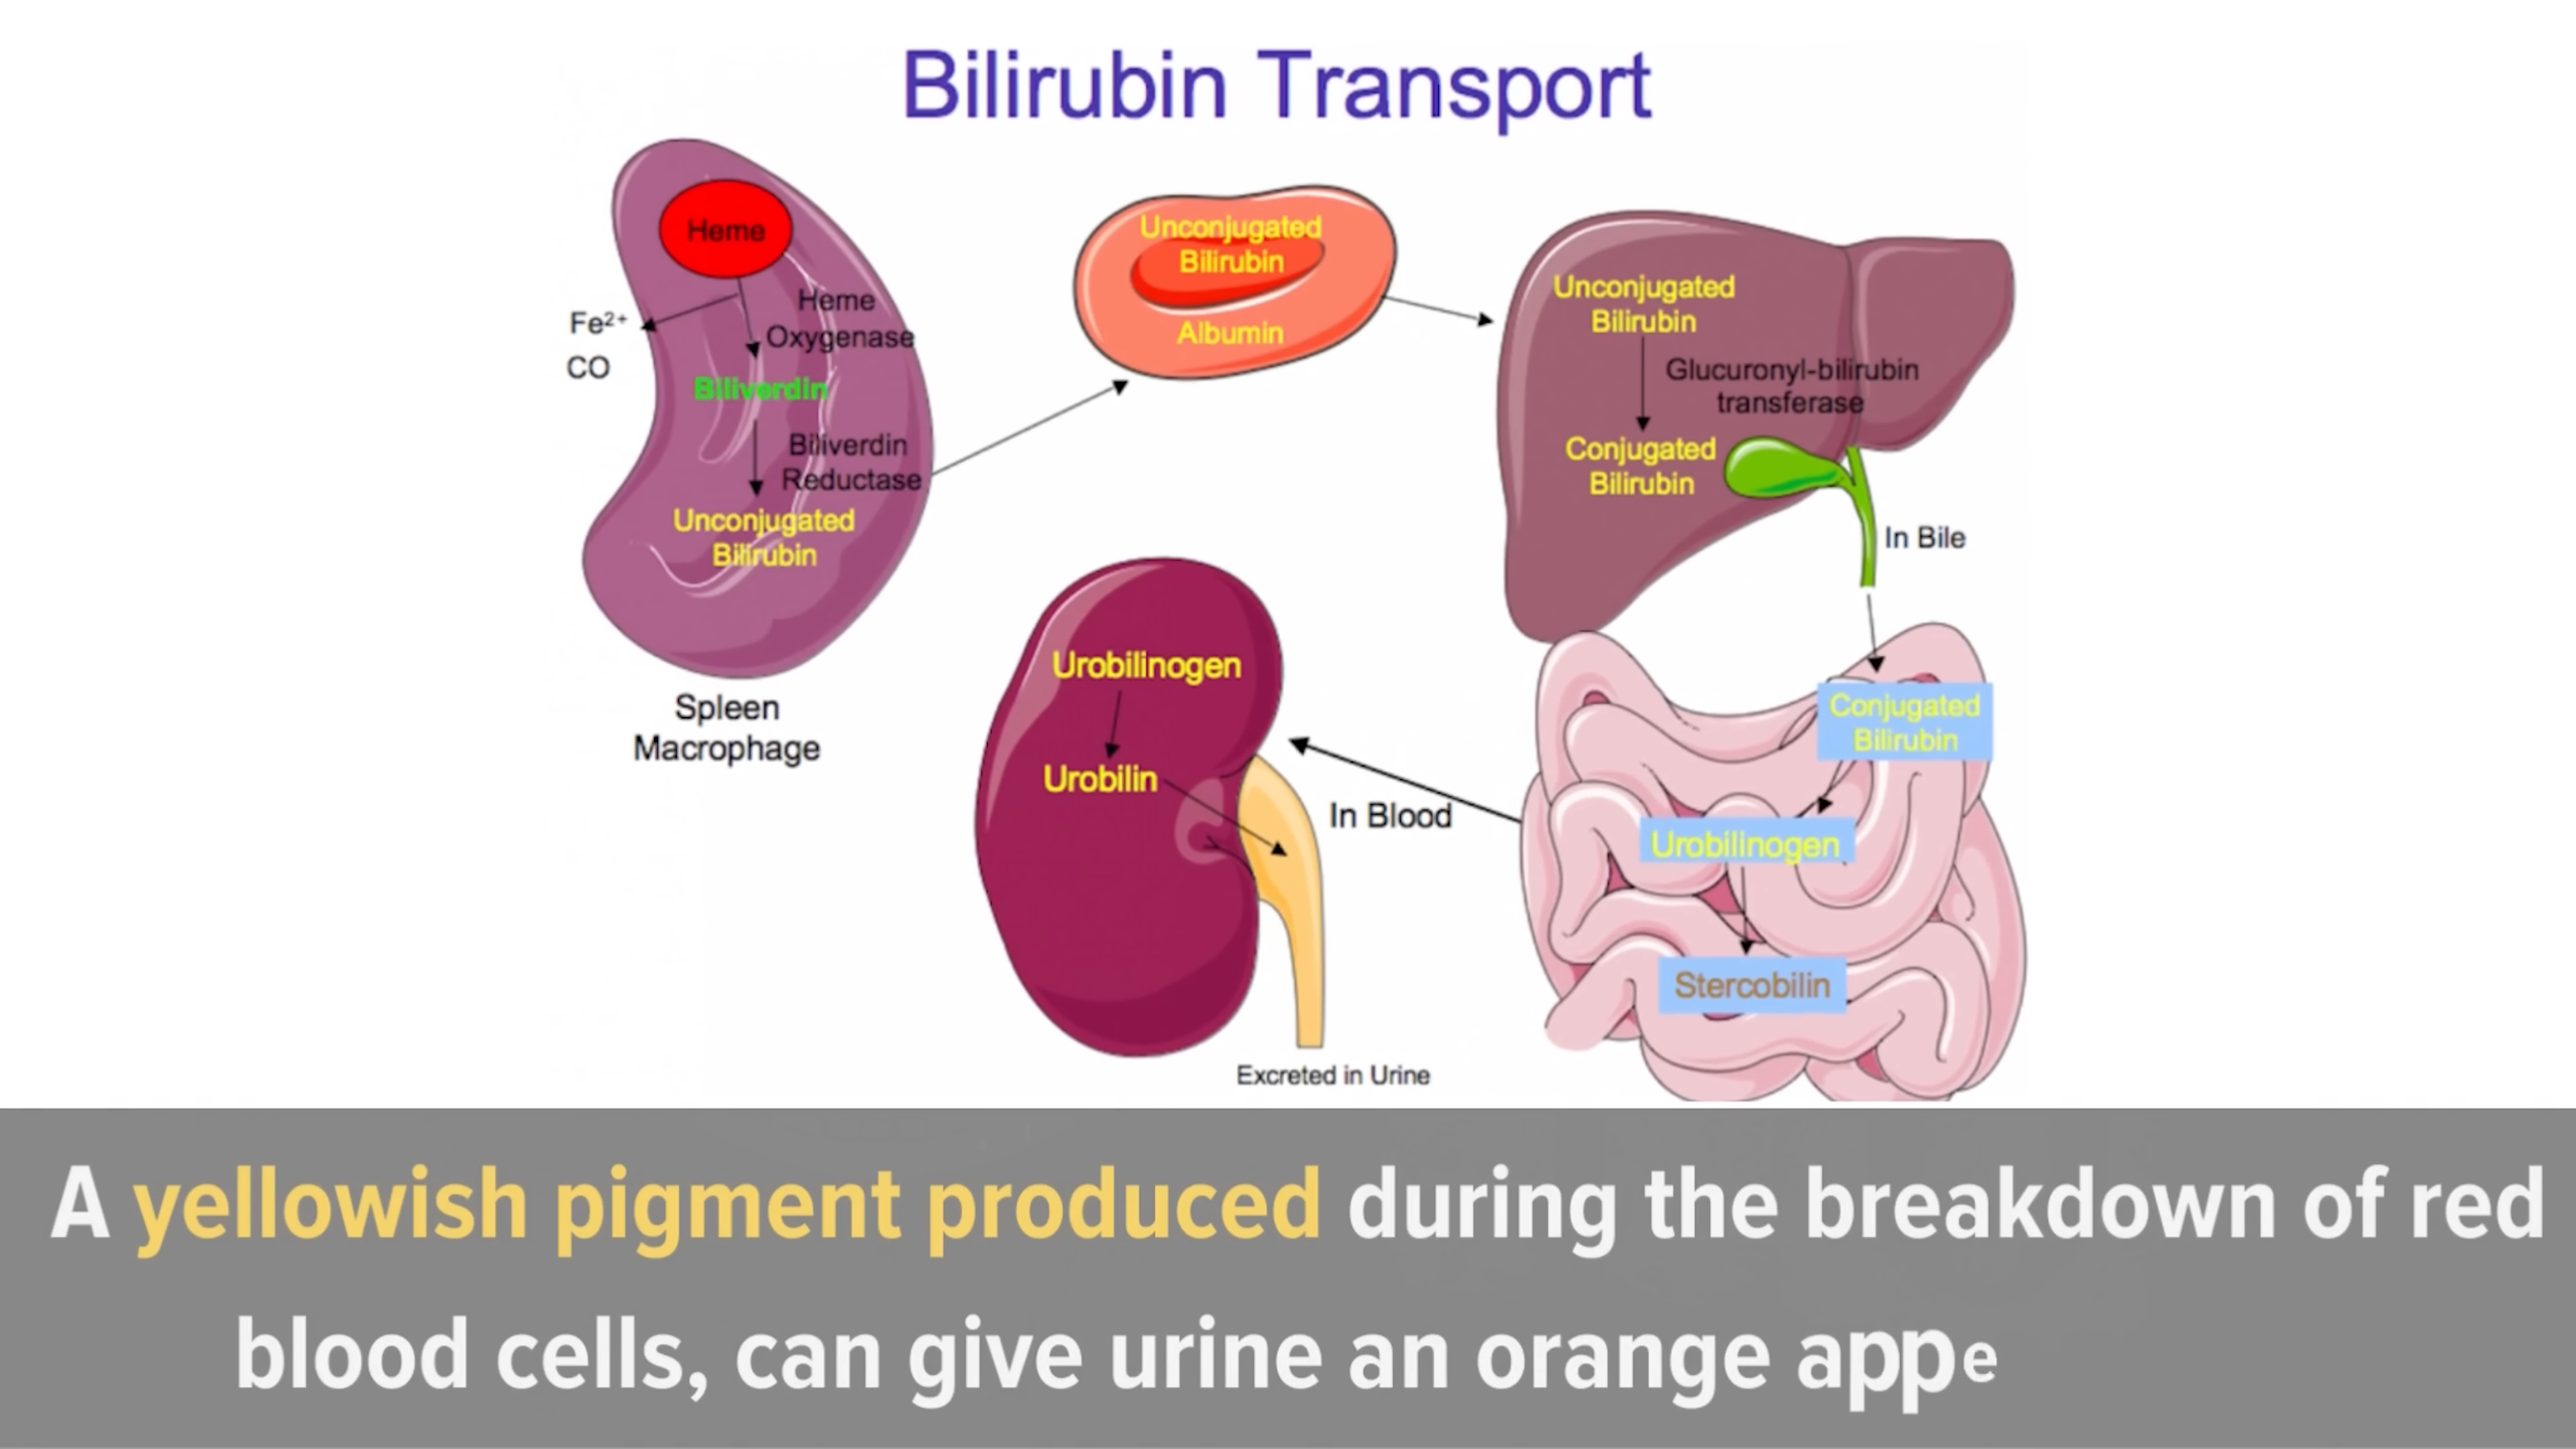 Bilirubin Transport
Heme
Heme
Oxygenase
Fe²⁺
CO
Biliverdin
Biliverdin
Reductase
Unconjugated
Bilirubin
Spleen
Macrophage
Unconjugated
Bilirubin
Albumin
Unconjugated
Bilirubin
Glucuronyl-bilirubin
transferase
Conjugated
Bilirubin
In Bile
Conjugated
Bilirubin
Urobilinogen
Stercobilin
In Blood
Urobilinogen
Urobilin
Excreted in Urine
A yellowish pigment produced during the breakdown of red
blood cells, can give urine an orange appe